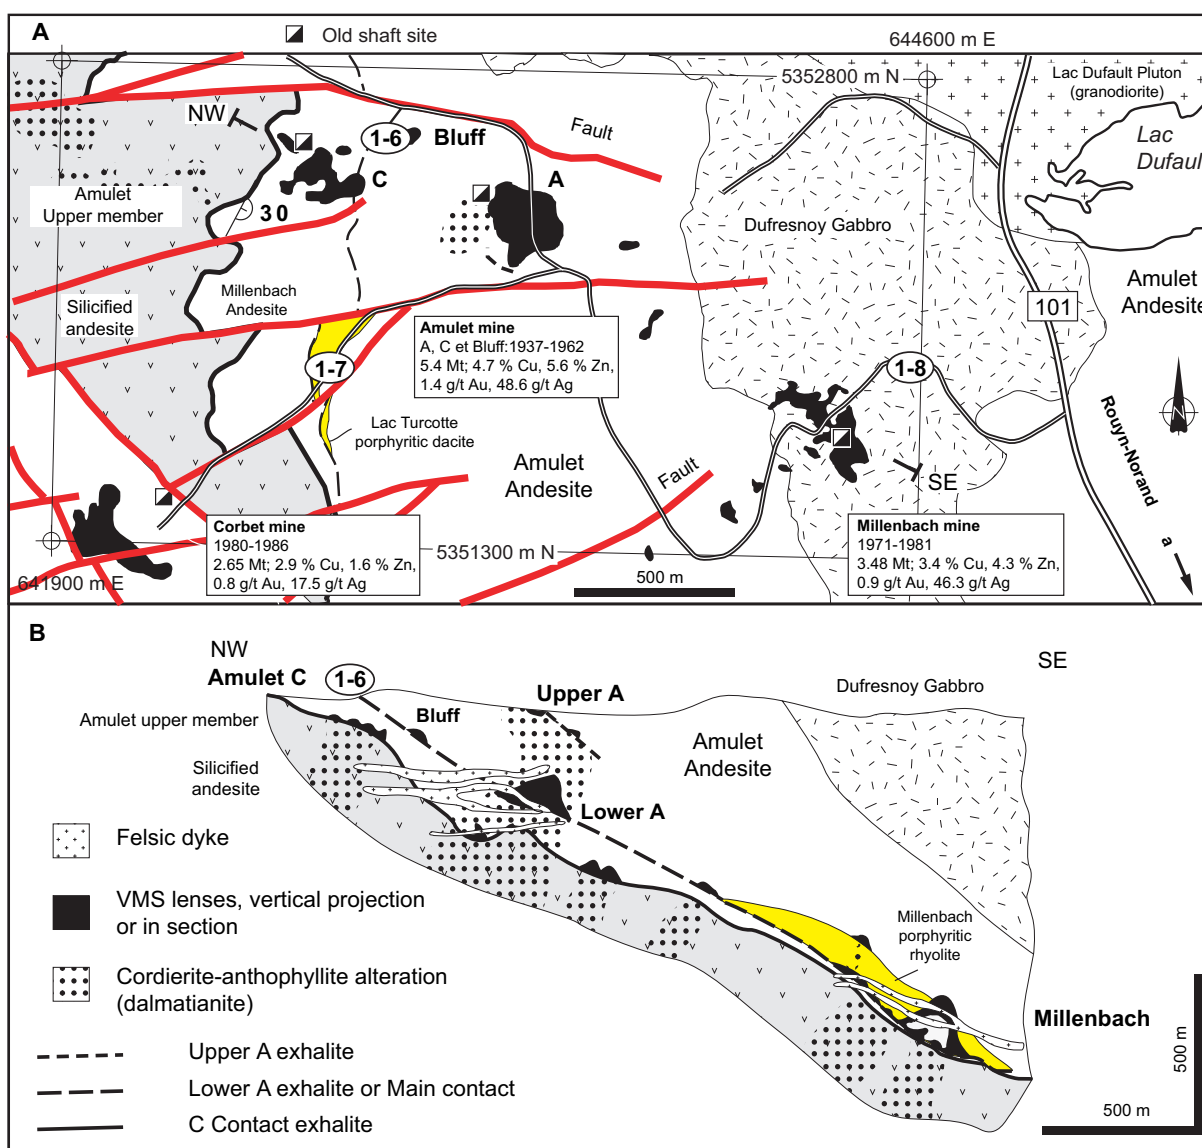 A
Old shaft site
644600 m E
5352800 m N
Lac Dufault Pluton
(granodiorite)
Lac
Dufaul
NW
1-6
Bluff
Fault
C
A
30
Amulet
Upper member
Dufresnoy Gabbro
Silicified
andesite
Millenbach
Andesite
Amulet
Andesite
101
Amulet mine
A, C et Bluff:1937-1962
5.4 Mt; 4.7 % Cu, 5.6 % Zn,
1.4 g/t Au, 48.6 g/t Ag
1-7
1-8
Lac Turcotte
porphyritic dacite
Rouyn-Norand
a
N
Amulet
Andesite
Fault
SE
Corbet mine
1980-1986
2.65 Mt; 2.9 % Cu, 1.6 % Zn,
0.8 g/t Au, 17.5 g/t Ag
5351300 m N
Millenbach mine
1971-1981
3.48 Mt; 3.4 % Cu, 4.3 % Zn,
0.9 g/t Au, 46.3 g/t Ag
641900 m E
500 m
B
NW
SE
Amulet C
1-6
Upper A
Dufresnoy Gabbro
Amulet upper member
Bluff
Amulet
Andesite
Silicified
andesite
Lower A
Felsic dyke
VMS lenses, vertical projection
or in section
Millenbach
porphyritic
rhyolite
Cordierite-anthophyllite alteration
(dalmatianite)
Millenbach
Upper A exhalite
Lower A exhalite or Main contact
C Contact exhalite
500 m
500 m